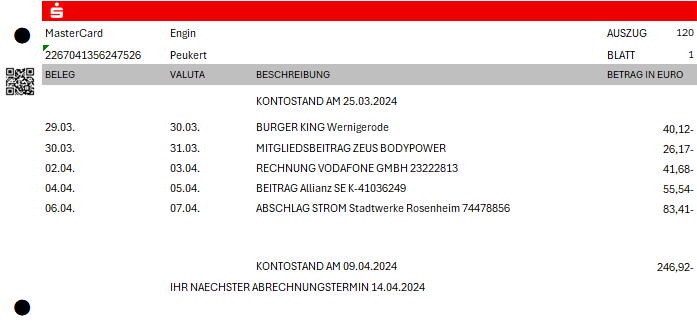 MasterCard Engin AUSZUG 120
2267041356247526 Peukert BLATT 1
BELEG VALUTA BESCHREIBUNG BETRAG IN EURO
KONTOSTAND AM 25.03.2024
29.03. 30.03. BURGER KING Wernigerode 40,12-
30.03. 31.03. MITGLIEDSBEITRAG ZEUS BODYPOWER 26,17-
02.04. 03.04. RECHNUNG VODAFONE GMBH 23222813 41,68-
04.04. 05.04. BEITRAG Allianz SE K-41036249 55,54-
06.04. 07.04. ABSCHLAG STROM Stadtwerke Rosenheim 74478856 83,41-
KONTOSTAND AM 09.04.2024 246,92-
IHR NAECHSTER ABRECHNUNGSTERMIN 14.04.2024